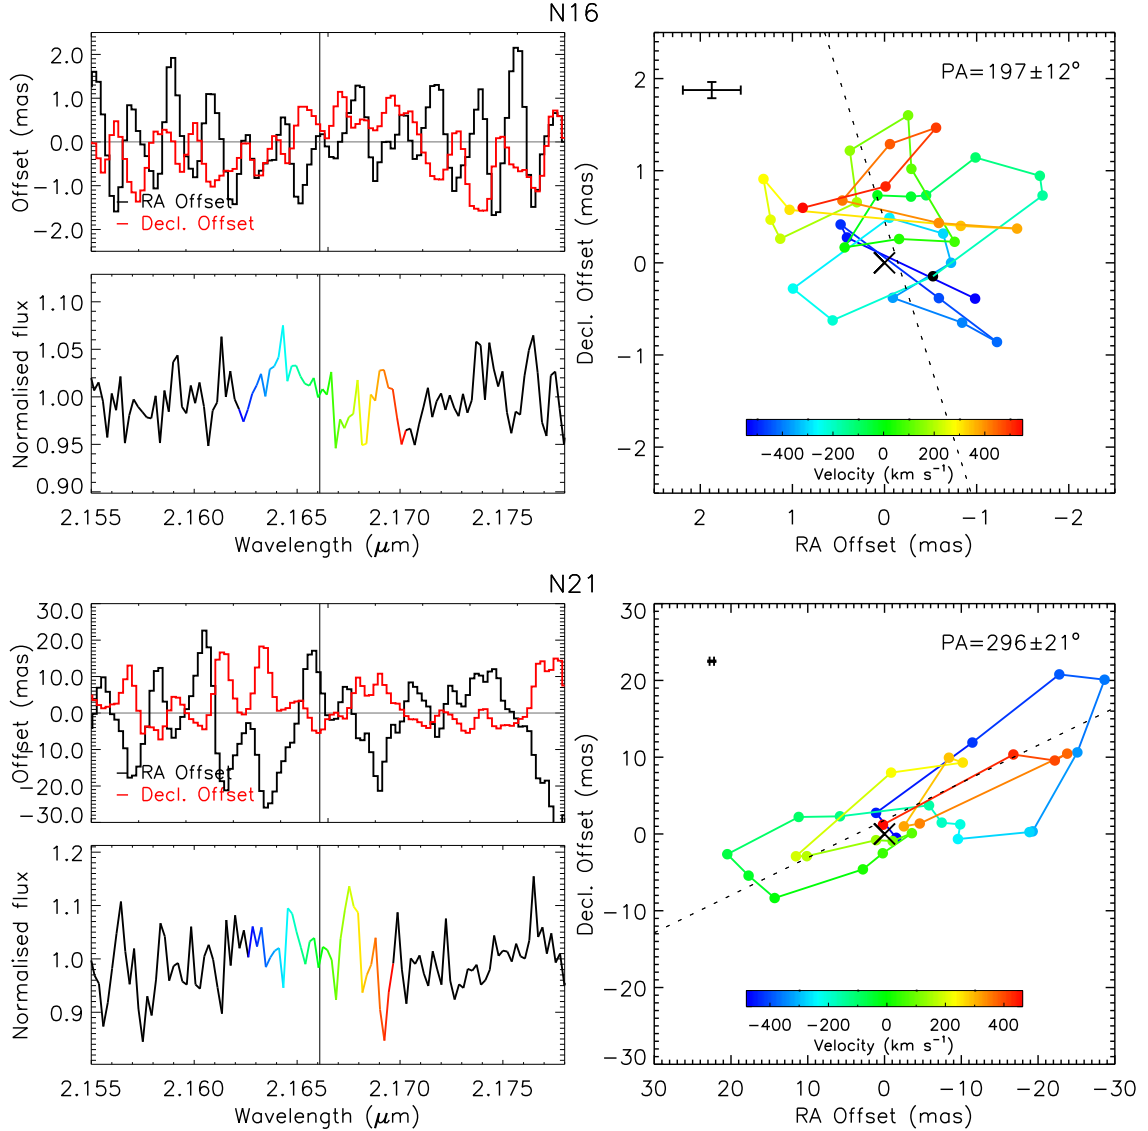 N16
2.0
1.0
0.0
−1.0
−2.0
Offset (mas)
RA Offset
Decl. Offset
1.10
1.05
1.00
0.95
0.90
Normalised flux
2.155 2.160 2.165 2.170 2.175
Wavelength (μm)
PA=197±12°
2
1
0
−1
−2
Decl. Offset (mas)
−400 −200 0 200 400
Velocity (km s⁻¹)
2 1 0 −1 −2
RA Offset (mas)
N21
30.0
20.0
10.0
0.0
−10.0
−20.0
−30.0
Offset (mas)
RA Offset
Decl. Offset
1.2
1.1
1.0
0.9
Normalised flux
2.155 2.160 2.165 2.170 2.175
Wavelength (μm)
PA=296±21°
30
20
10
0
−10
−20
−30
Decl. Offset (mas)
−400 −200 0 200 400
Velocity (km s⁻¹)
30 20 10 0 −10 −20 −30
RA Offset (mas)